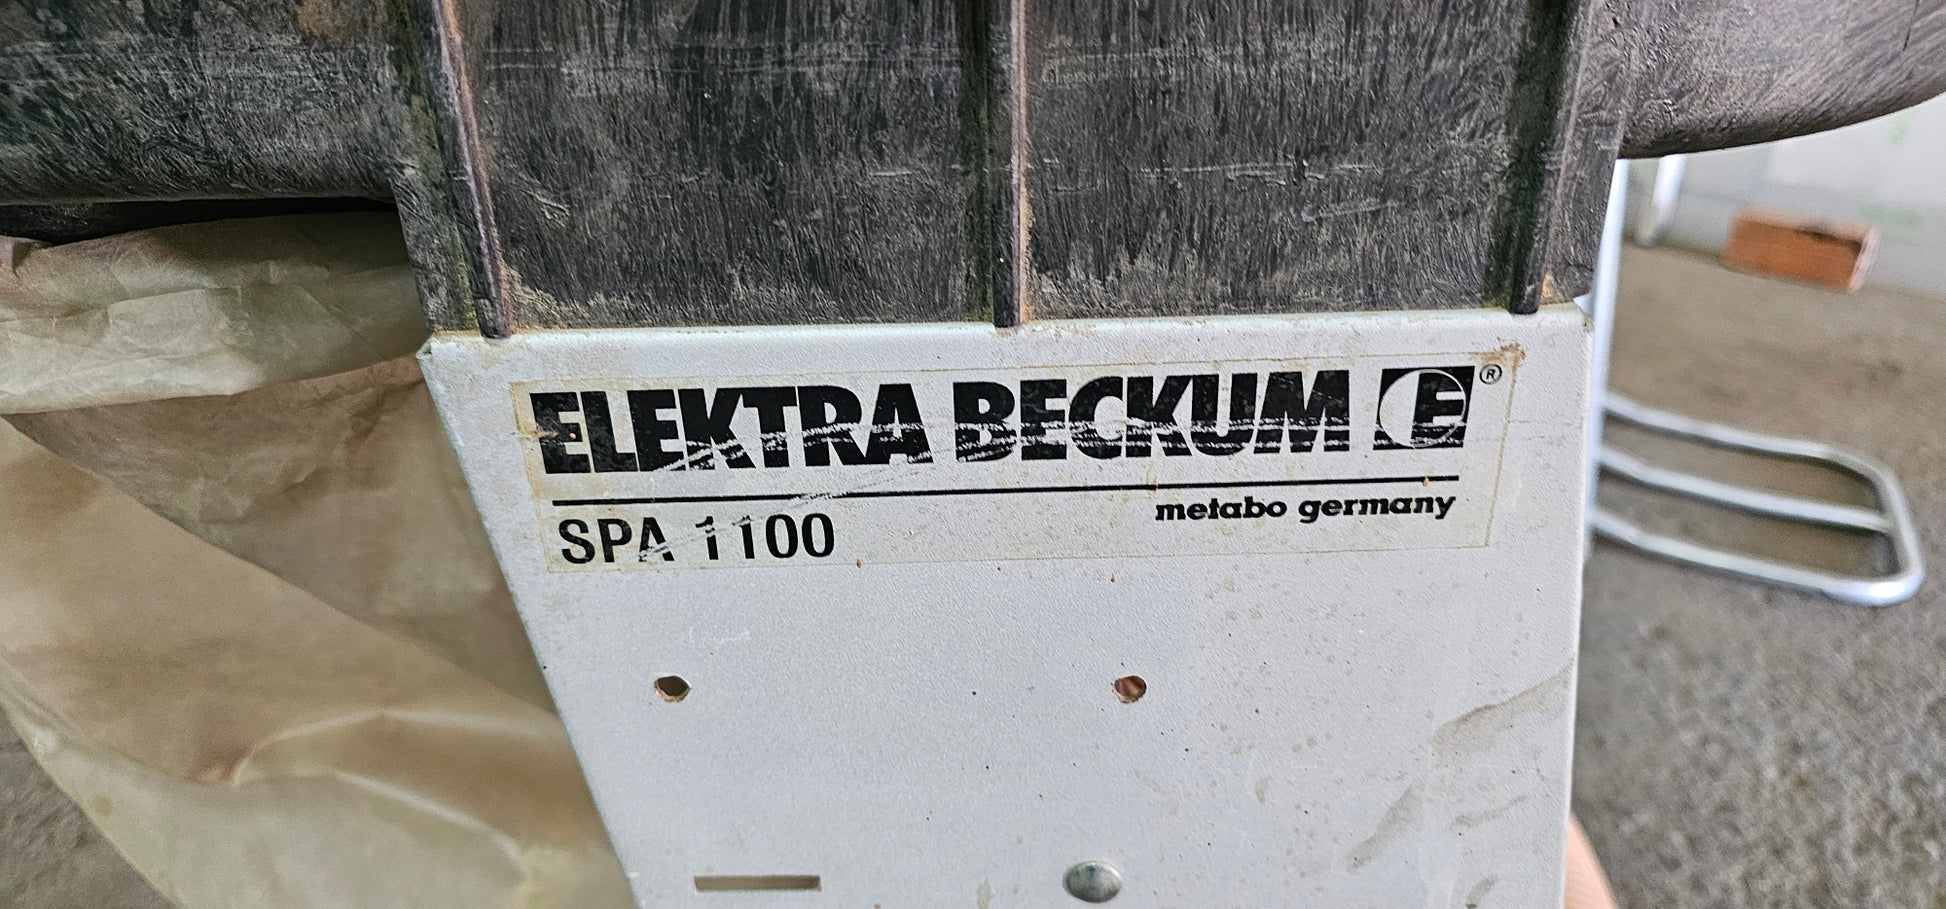 ELEKTRA BECKUM E®
SPA 1100
metabo germany